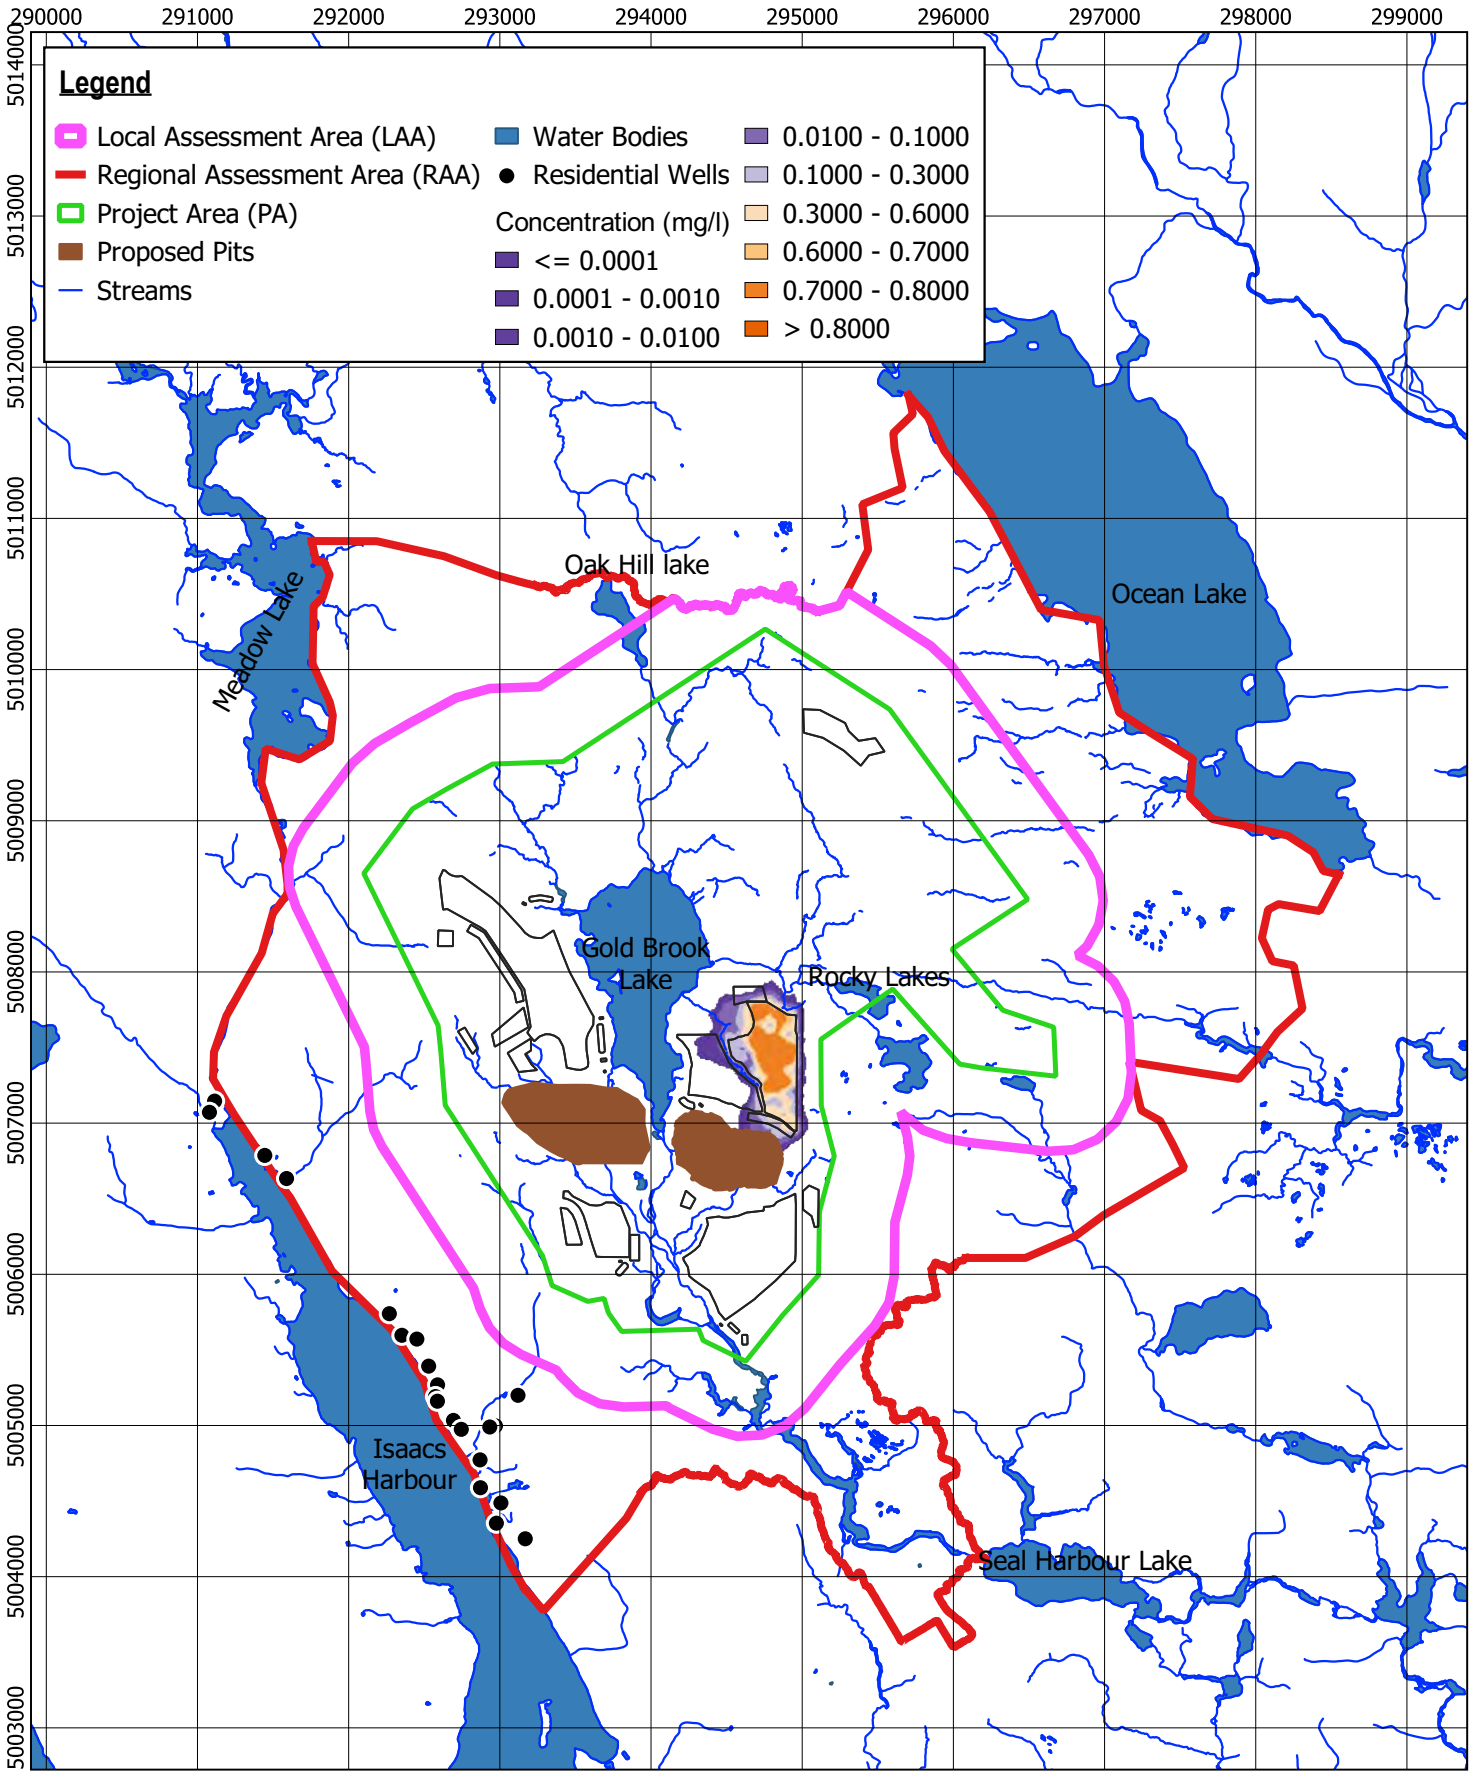 290000 291000 292000 293000 294000 295000 296000 297000 298000 299000
5014000
5013000
5012000
5011000
5010000
5009000
5008000
5007000
5006000
5005000
5004000
5003000
Legend
Local Assessment Area (LAA)
Regional Assessment Area (RAA)
Project Area (PA)
Proposed Pits
Streams
Water Bodies
Residential Wells
Concentration (mg/l)
<= 0.0001
0.0001 - 0.0010
0.0010 - 0.0100
0.0100 - 0.1000
0.1000 - 0.3000
0.3000 - 0.6000
0.6000 - 0.7000
0.7000 - 0.8000
> 0.8000
Oak Hill lake
Ocean Lake
Meadow Lake
Gold Brook
Lake
Rocky Lakes
Isaacs
Harbour
Seal Harbour Lake